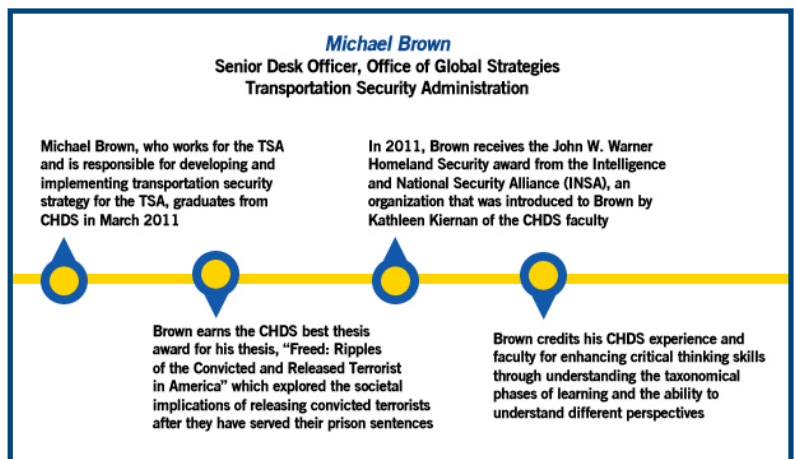 Michael Brown
Senior Desk Officer, Office of Global Strategies
Transportation Security Administration
Michael Brown, who works for the TSA
and is responsible for developing and
implementing transportation security
strategy for the TSA, graduates from
CHDS in March 2011
Brown earns the CHDS best thesis
award for his thesis, “Freed: Ripples
of the Convicted and Released Terrorist
in America” which explored the societal
implications of releasing convicted terrorists
after they have served their prison sentences
In 2011, Brown receives the John W. Warner
Homeland Security award from the Intelligence
and National Security Alliance (INSA), an
organization that was introduced to Brown by
Kathleen Kiernan of the CHDS faculty
Brown credits his CHDS experience and
faculty for enhancing critical thinking skills
through understanding the taxonomical
phases of learning and the ability to
understand different perspectives